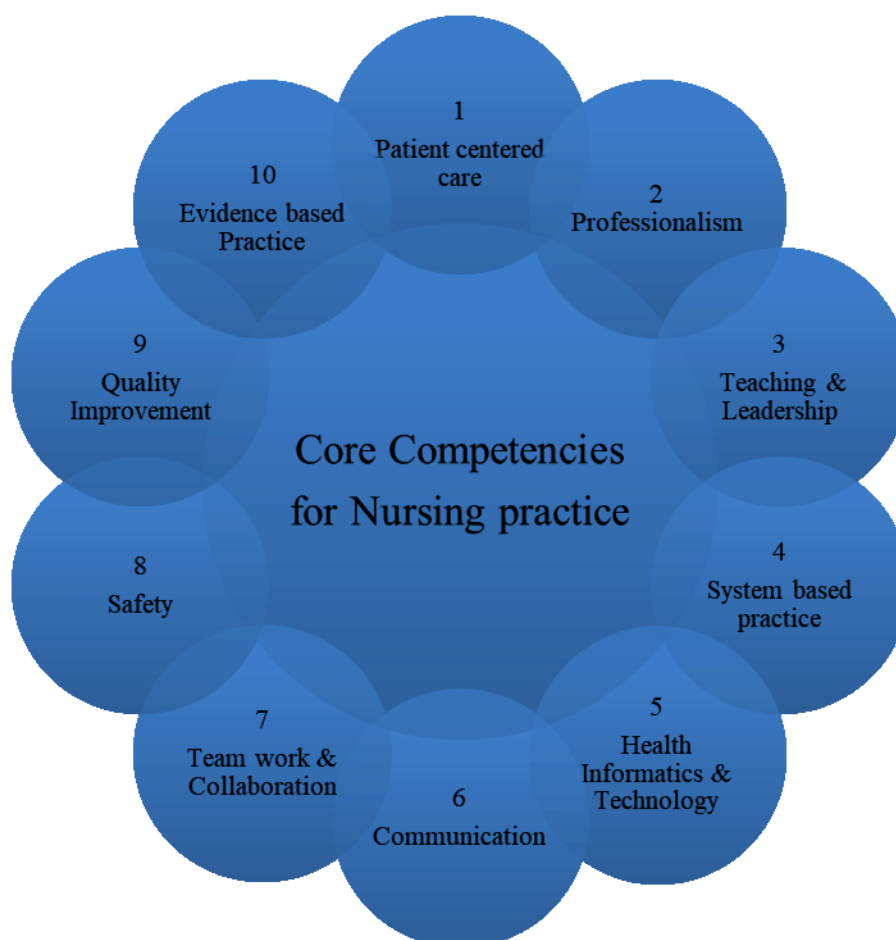 1
Patient centered
care
2
Professionalism
3
Teaching &
Leadership
4
System based
practice
5
Health
Informatics &
Technology
6
Communication
7
Team work &
Collaboration
8
Safety
9
Quality
Improvement
10
Evidence based
Practice
Core Competencies
for Nursing practice